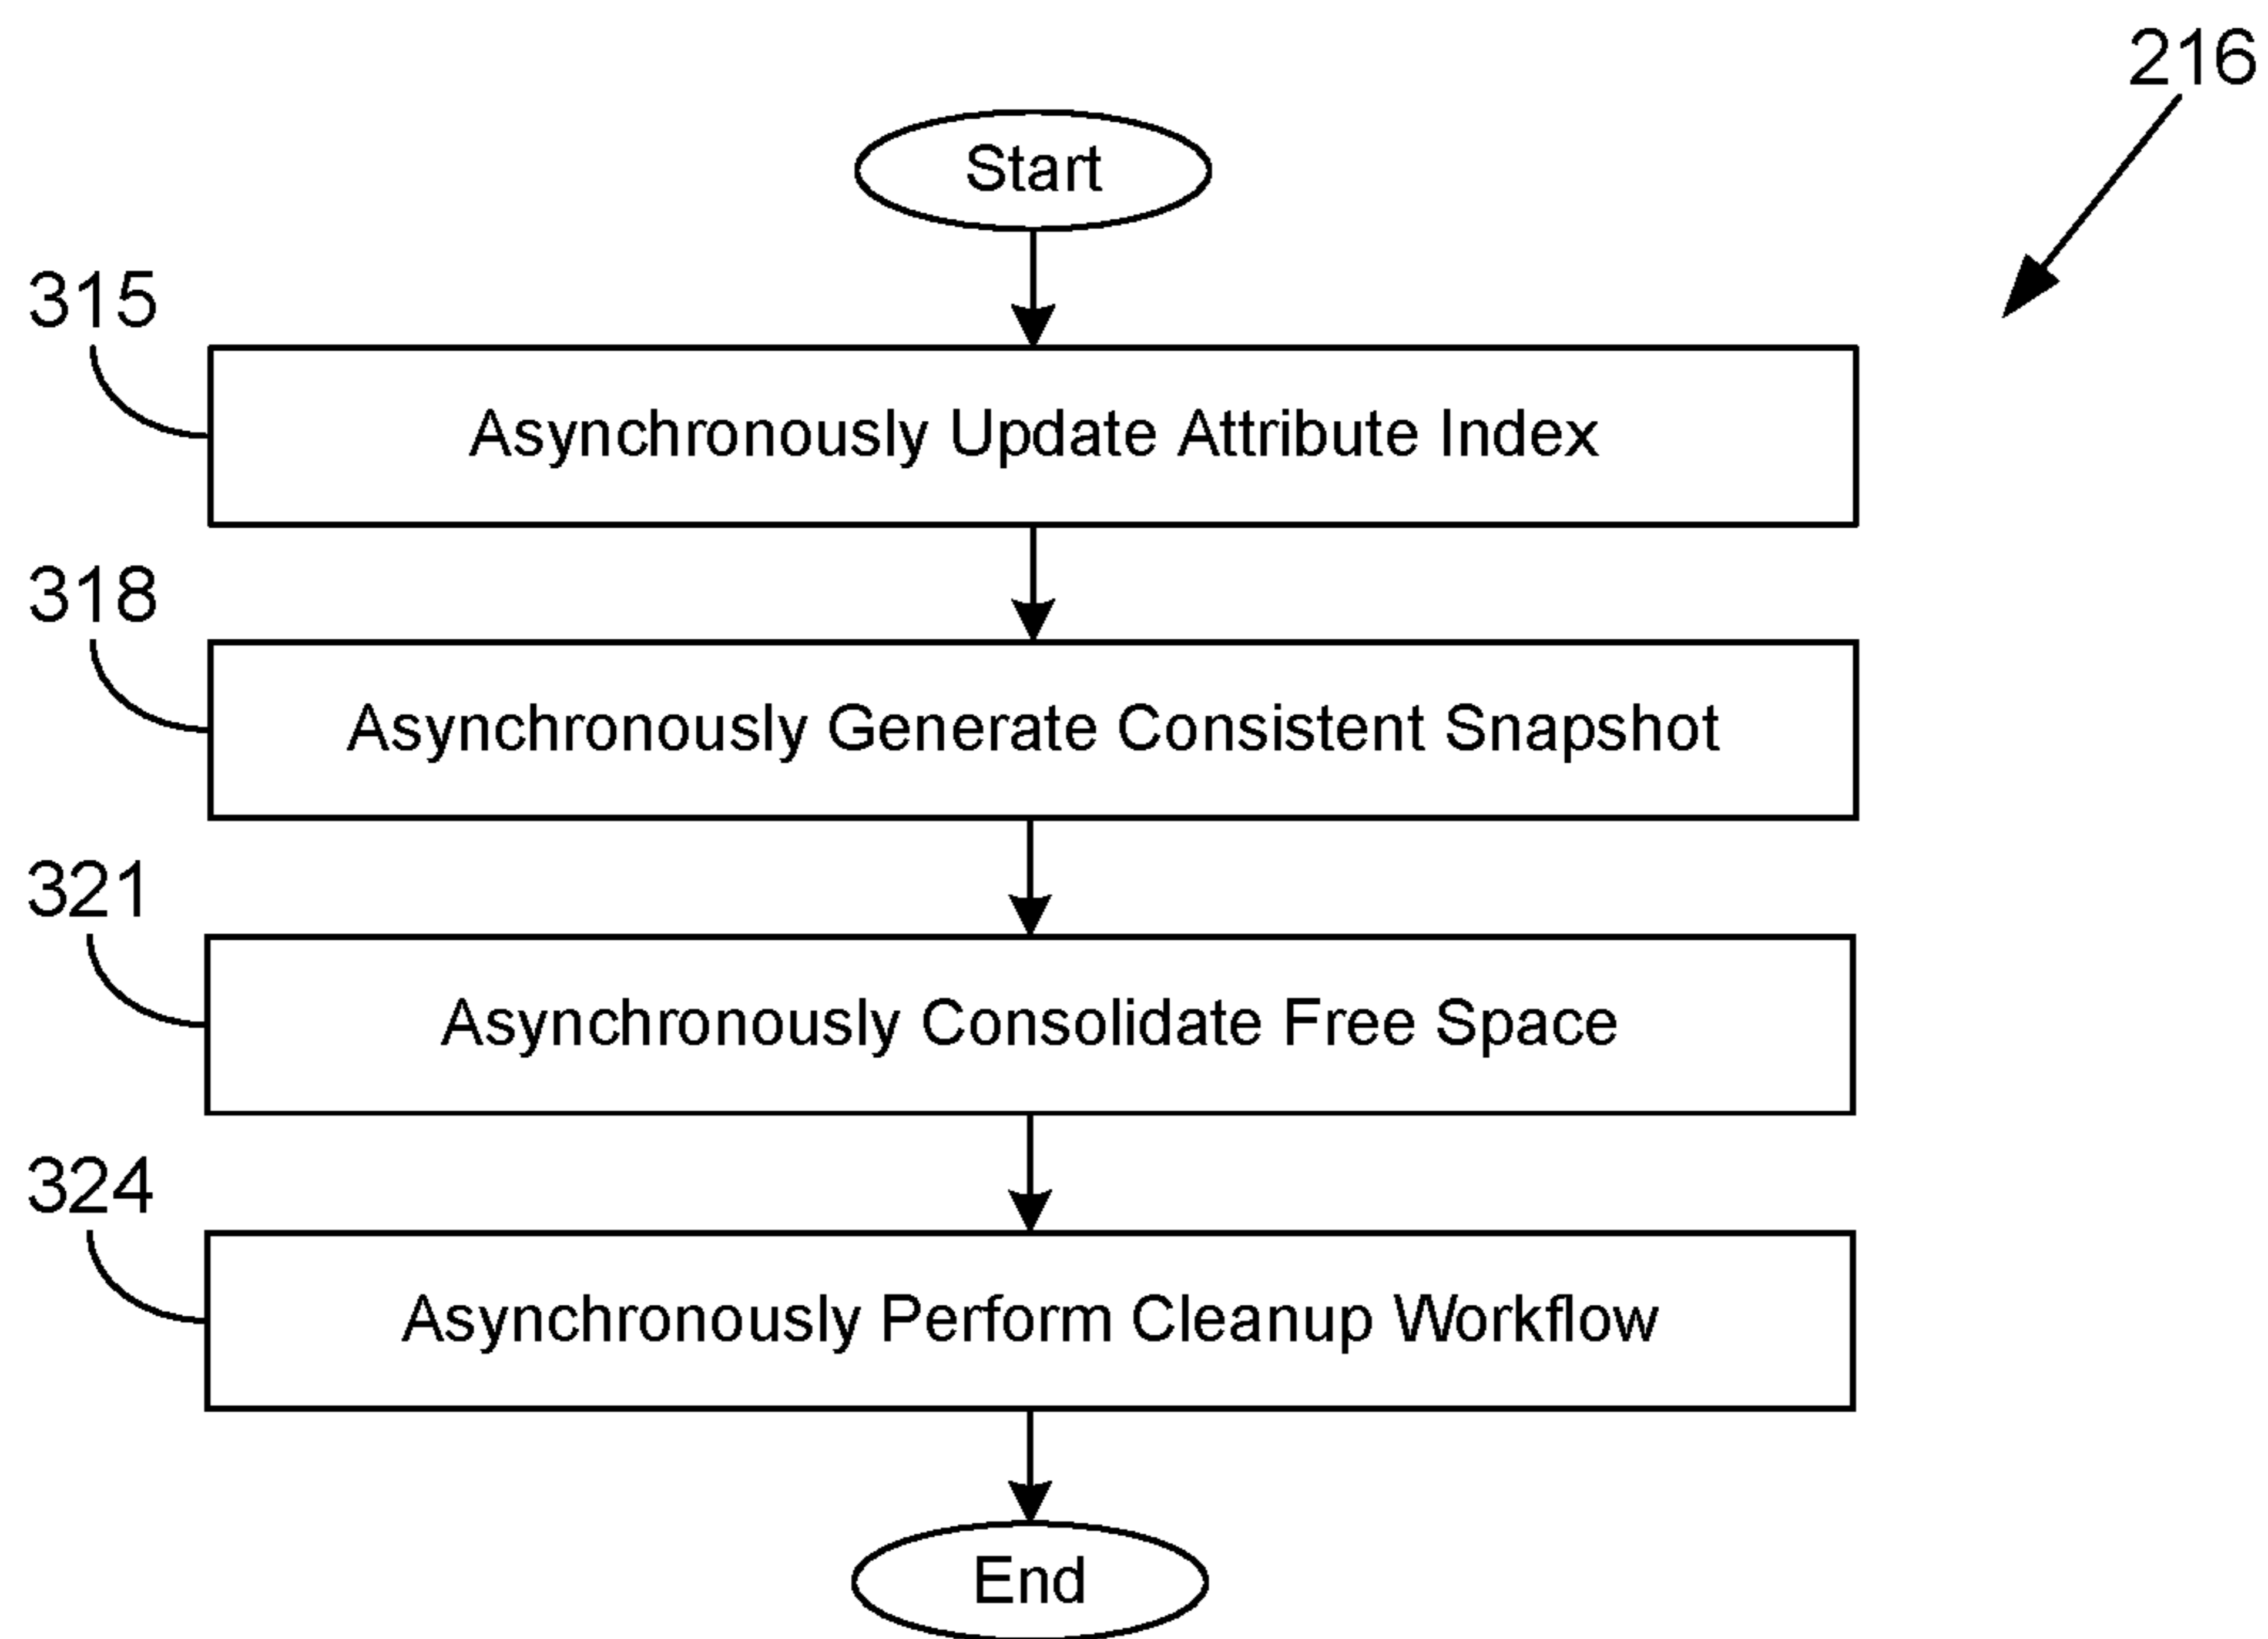 216
Start
315
Asynchronously Update Attribute Index
318
Asynchronously Generate Consistent Snapshot
321
Asynchronously Consolidate Free Space
324
Asynchronously Perform Cleanup Workflow
End